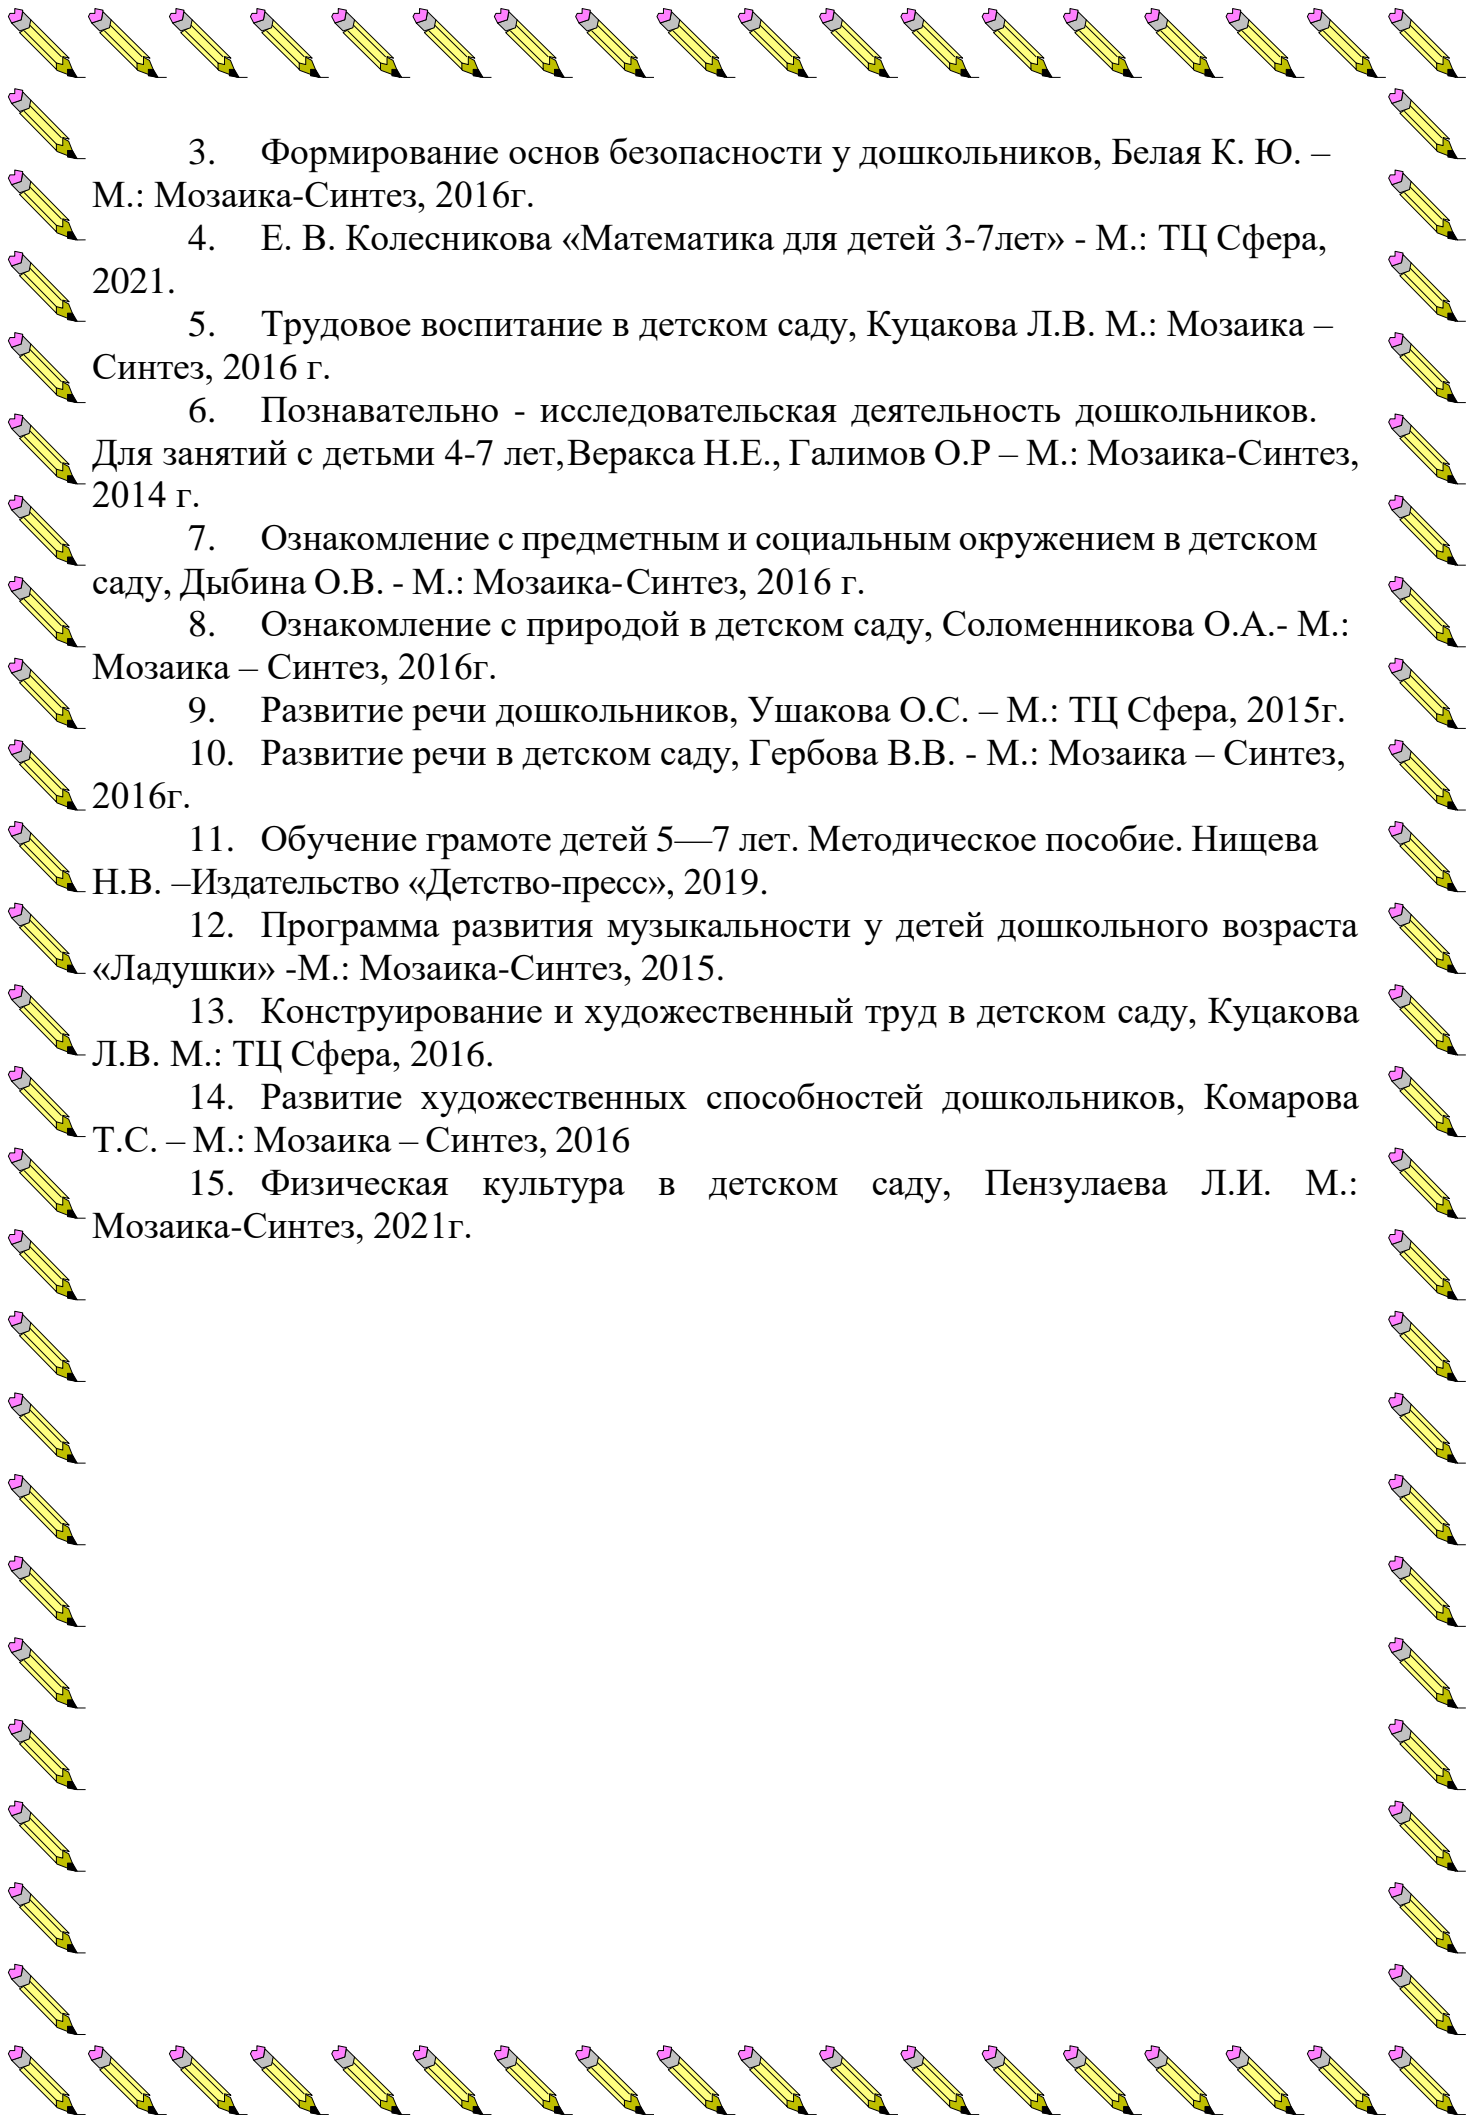 3. Формирование основ безопасности у дошкольников, Белая К. Ю. –
М.: Мозаика-Синтез, 2016г.
4. Е. В. Колесникова «Математика для детей 3-7лет» - М.: ТЦ Сфера,
2021.
5. Трудовое воспитание в детском саду, Куцакова Л.В. М.: Мозаика –
Синтез, 2016 г.
6. Познавательно - исследовательская деятельность дошкольников.
Для занятий с детьми 4-7 лет,Веракса Н.Е., Галимов О.Р – М.: Мозаика-Синтез,
2014 г.
7. Ознакомление с предметным и социальным окружением в детском
саду, Дыбина О.В. - М.: Мозаика-Синтез, 2016 г.
8. Ознакомление с природой в детском саду, Соломенникова О.А.- М.:
Мозаика – Синтез, 2016г.
9. Развитие речи дошкольников, Ушакова О.С. – М.: ТЦ Сфера, 2015г.
10. Развитие речи в детском саду, Гербова В.В. - М.: Мозаика – Синтез,
2016г.
11. Обучение грамоте детей 5—7 лет. Методическое пособие. Нищева
Н.В. –Издательство «Детство-пресс», 2019.
12. Программа развития музыкальности у детей дошкольного возраста
«Ладушки» -М.: Мозаика-Синтез, 2015.
13. Конструирование и художественный труд в детском саду, Куцакова
Л.В. М.: ТЦ Сфера, 2016.
14. Развитие художественных способностей дошкольников, Комарова
Т.С. – М.: Мозаика – Синтез, 2016
15. Физическая культура в детском саду, Пензулаева Л.И. М.:
Мозаика-Синтез, 2021г.